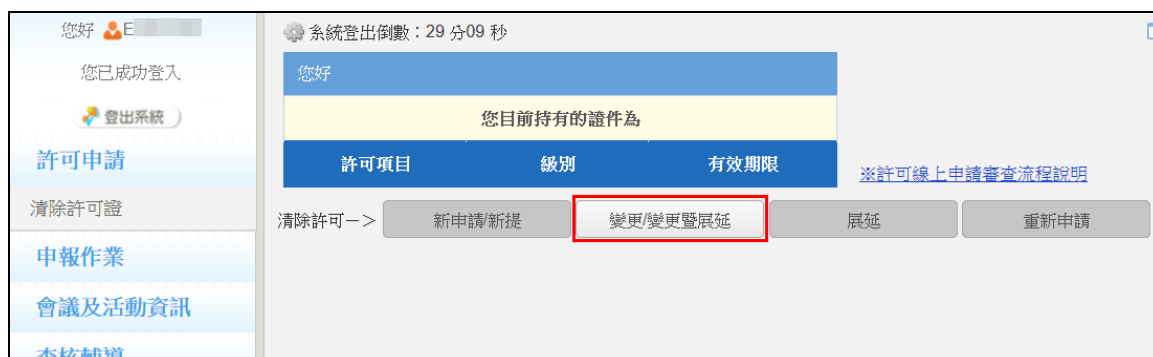 您好 E
您已成功登入
登出系統
許可申請
清除許可證
申報作業
會議及活動資訊
查核輔導
系統登出倒數：29 分09 秒
您好
您目前持有的證件為
許可項目 級別 有效期限
※許可線上申請審查流程說明
清除許可－＞ 新申請/新提 變更/變更暨展延 展延 重新申請